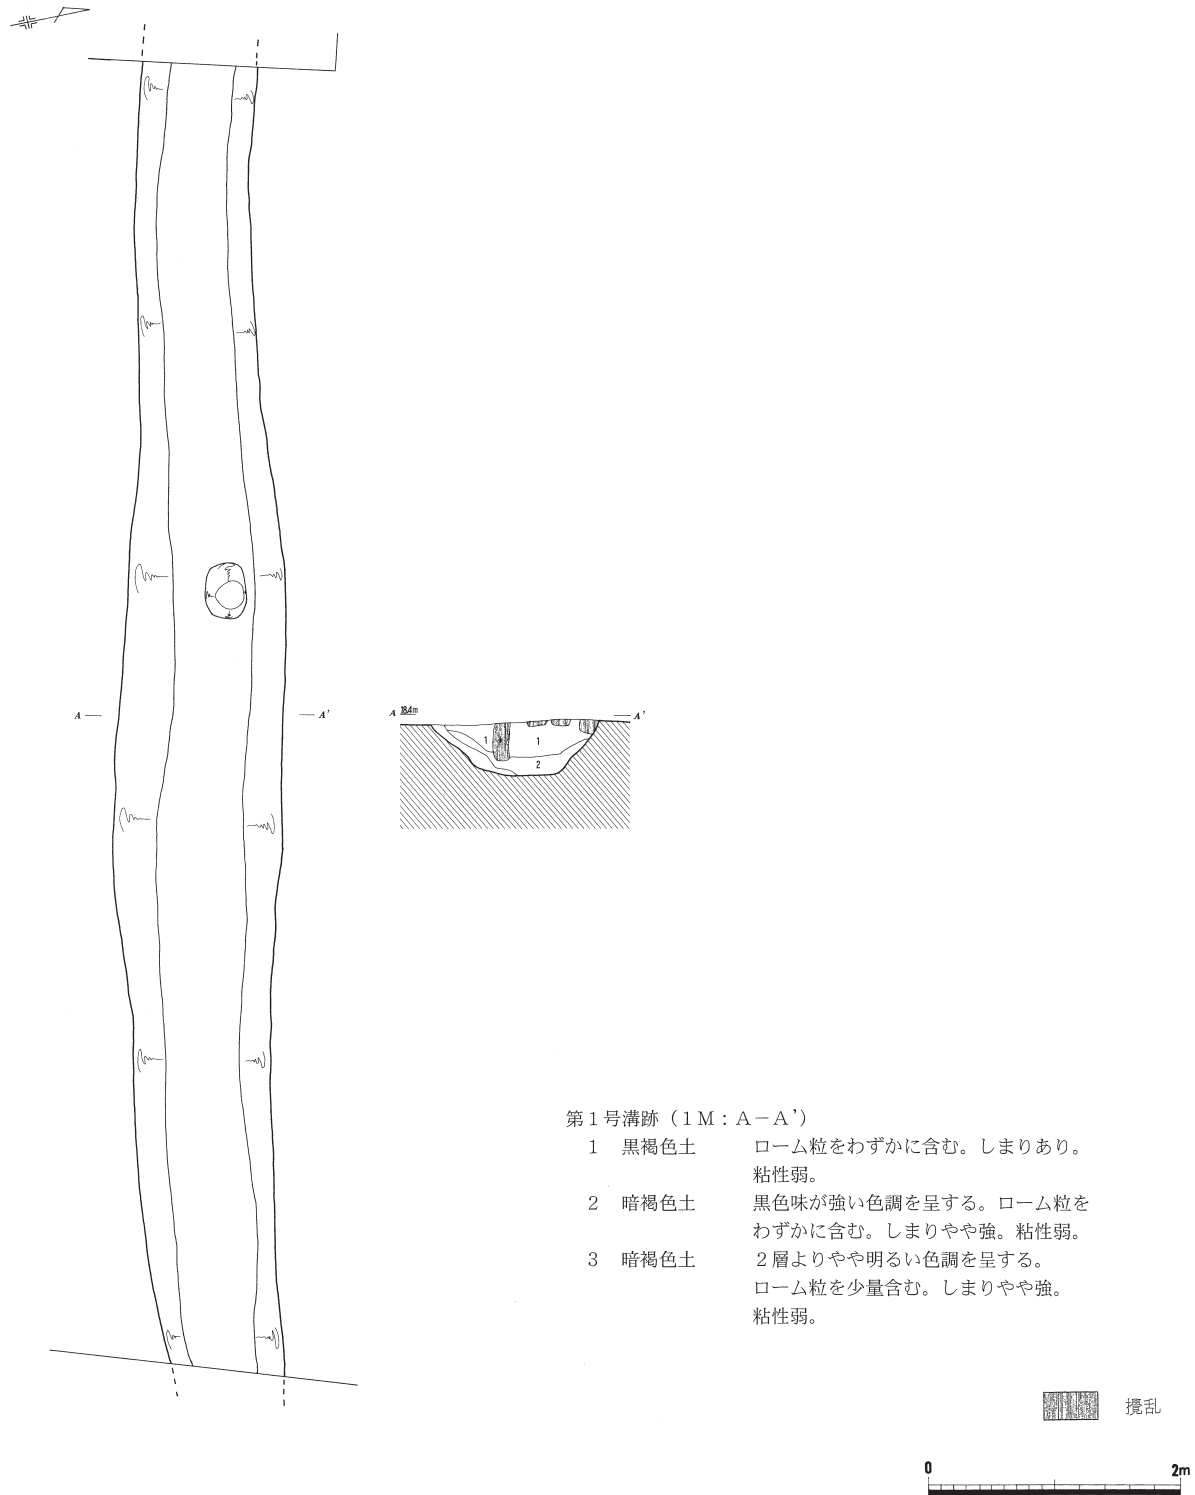 A
A'
A 18.4m
A'
1
1
2
第1号溝跡（1M：A－A'）
1 黒褐色土 ローム粒をわずかに含む。しまりあり。
粘性弱。
2 暗褐色土 黒色味が強い色調を呈する。ローム粒を
わずかに含む。しまりやや強。粘性弱。
3 暗褐色土 2層よりやや明るい色調を呈する。
ローム粒を少量含む。しまりやや強。
粘性弱。
攪乱
0 2m